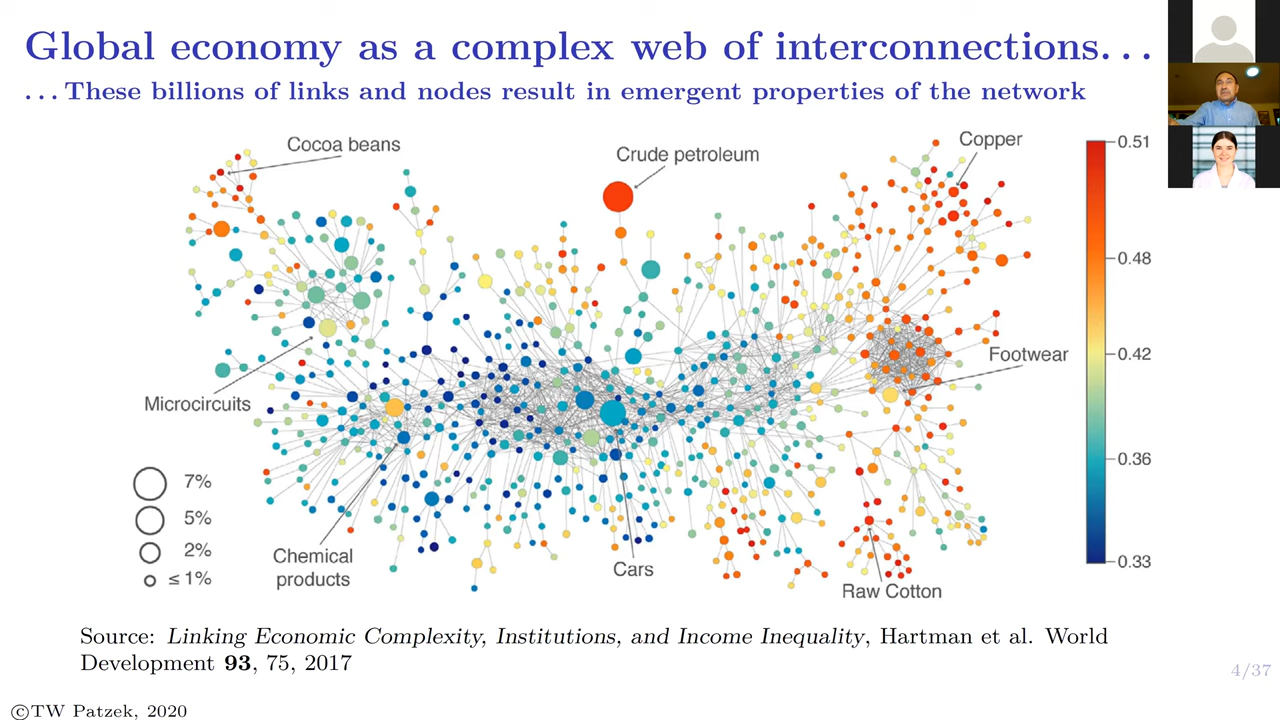 Global economy as a complex web of interconnections...
...These billions of links and nodes result in emergent properties of the network
Cocoa beans
Crude petroleum
Copper
0.51
0.48
0.42
0.36
0.33
Footwear
Microcircuits
7%
5%
2%
≤ 1%
Chemical
products
Cars
Raw Cotton
Source: Linking Economic Complexity, Institutions, and Income Inequality, Hartman et al. World
Development 93, 75, 2017
4/37
©TW Patzek, 2020